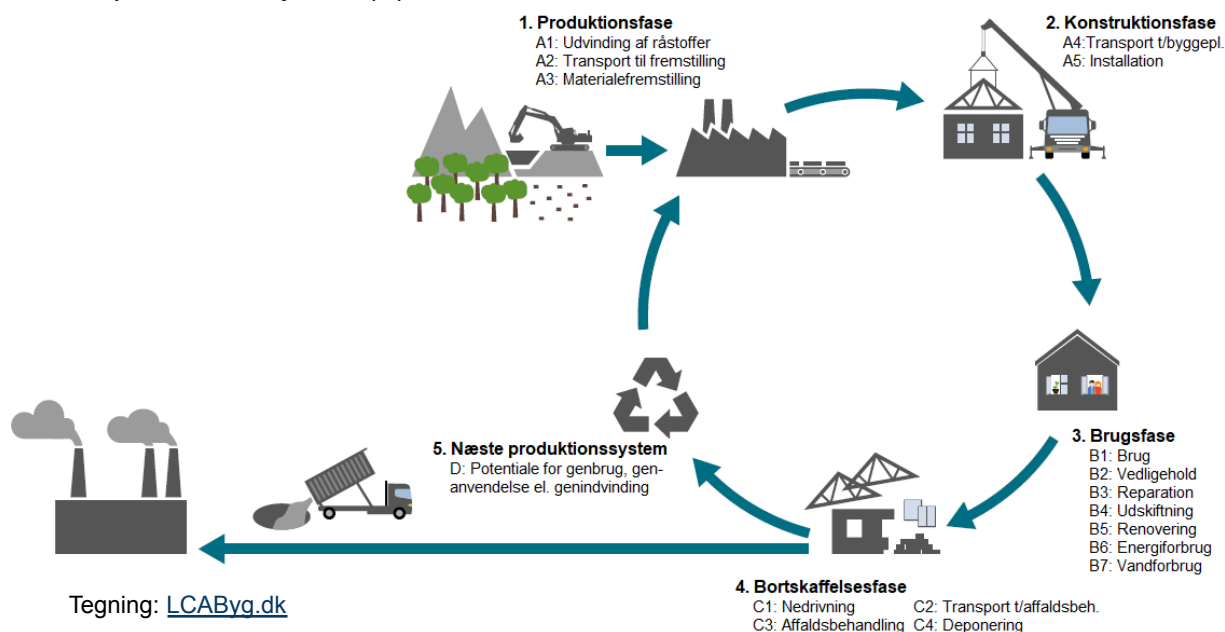 1. Produktionsfase
A1: Udvinding af råstoffer
A2: Transport til fremstilling
A3: Materialefremstilling
2. Konstruktionsfase
A4:Transport t/byggepl.
A5: Installation
3. Brugsfase
B1: Brug
B2: Vedligehold
B3: Reparation
B4: Udskiftning
B5: Renovering
B6: Energiforbrug
B7: Vandforbrug
4. Bortskaffelsesfase
C1: Nedrivning C2: Transport t/affaldsbeh.
C3: Affaldsbehandling C4: Deponering
5. Næste produktionssystem
D: Potentiale for genbrug, gen-
anvendelse el. genindvinding
Tegning: LCAByg.dk